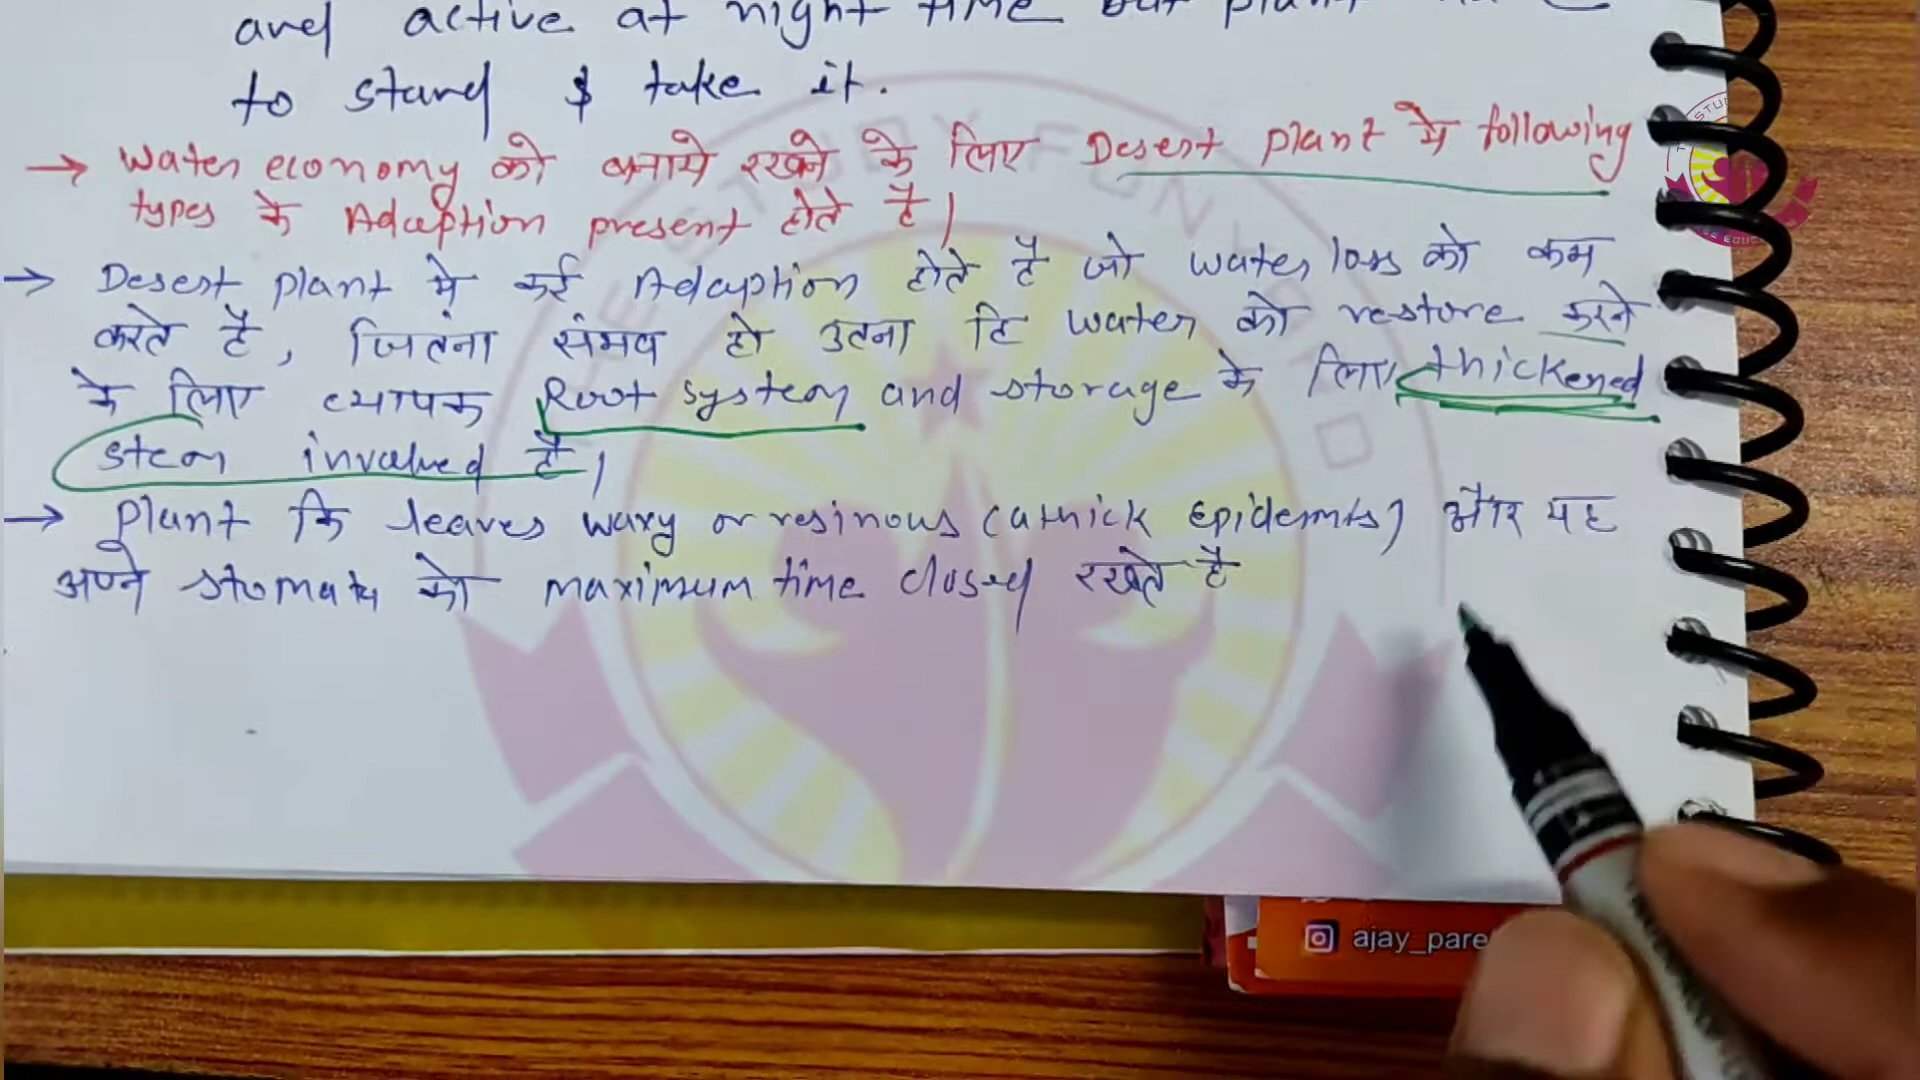 and active at night time but plant
to stand & take it.
→ Water economy को बनाये रखने के लिए Desert plant में following
types के Adaption present होते है।
→ Desert plant में कई Adaption होते है जो water loss को कम
करते है, जितना संभव हो उतना हि water को restore करने
के लिए व्यापक Root system and storage के लिए thickened
stem involved है।
→ plant कि leaves waxy or resinous (a thick Epidermis) और यह
अपने stomata को maximum time closed रखते है
ajay_pare